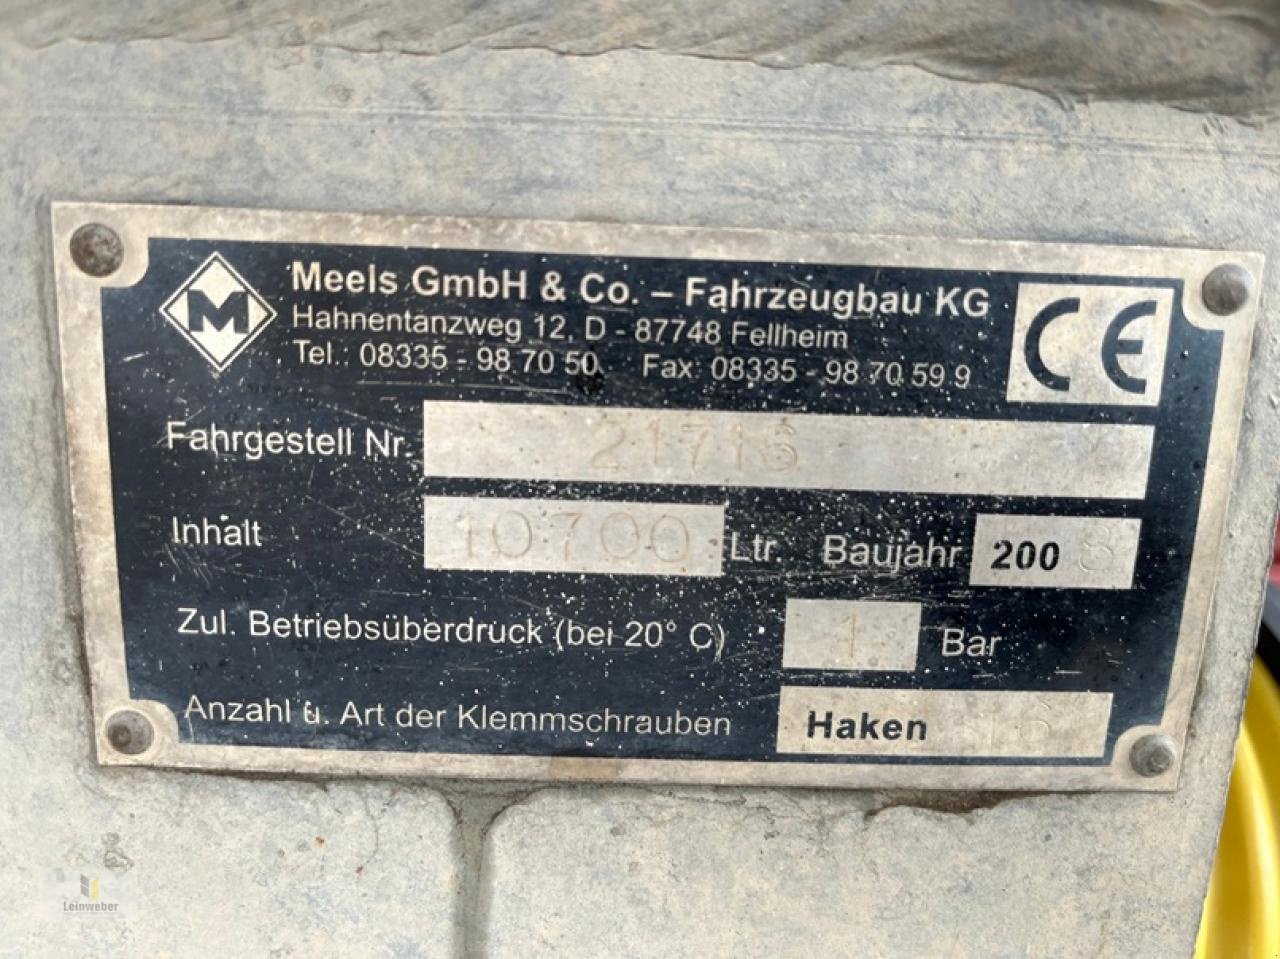 M
Meels GmbH & Co. – Fahrzeugbau KG
Hahnentanzweg 12, D - 87748 Fellheim
Tel.: 08335 - 98 70 50 Fax: 08335 - 98 70 59 9
CE
Fahrgestell Nr. 21716
Inhalt 10700 Ltr. Baujahr 2008
Zul. Betriebsüberdruck (bei 20° C) 1 Bar
Anzahl u. Art der Klemmschrauben Haken
Leinweber